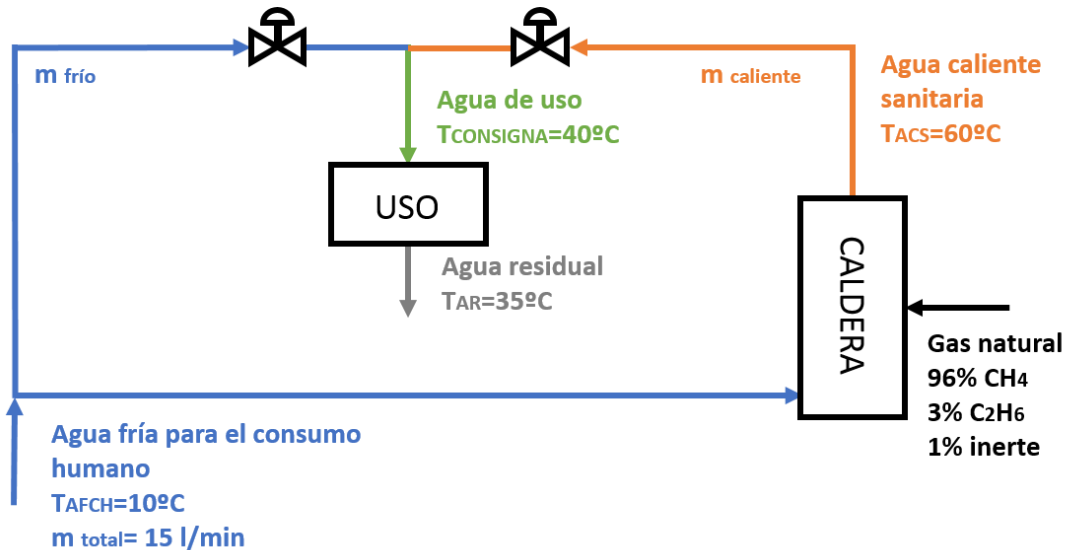 m frío
m caliente
Agua caliente
sanitaria
TACS=60ºC
Agua de uso
TCONSIGNA=40ºC
USO
Agua residual
TAR=35ºC
CALDERA
Gas natural
96% CH4
3% C2H6
1% inerte
Agua fría para el consumo
humano
TAFCH=10ºC
m total= 15 l/min